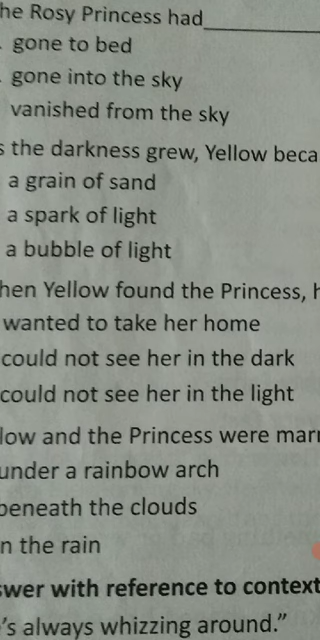 he Rosy Princess had
gone to bed
gone into the sky
vanished from the sky
s the darkness grew, Yellow beca
a grain of sand
a spark of light
a bubble of light
hen Yellow found the Princess, h
wanted to take her home
could not see her in the dark
could not see her in the light
low and the Princess were marr
under a rainbow arch
beneath the clouds
n the rain
swer with reference to context
's always whizzing around."